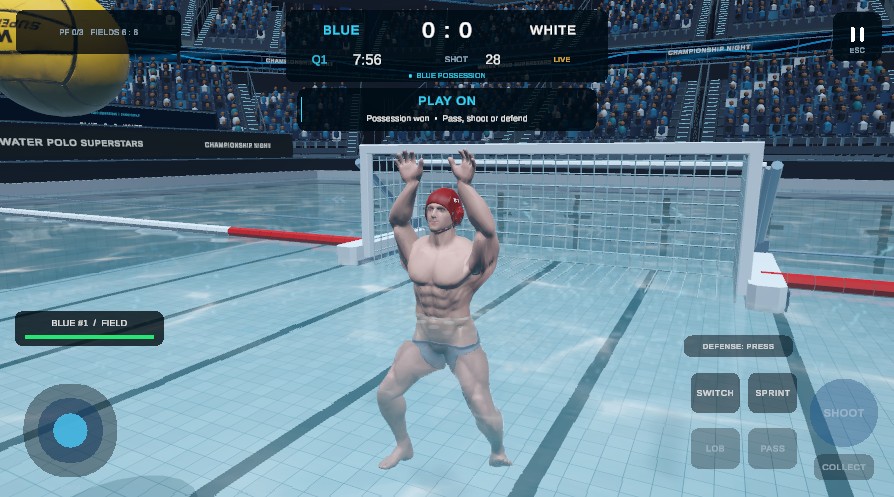 PF 0/3 FIELDS 6 : 6
BLUE
0 : 0
WHITE
Q1
7:56
SHOT
28
LIVE
BLUE POSSESSION
ESC
PLAY ON
Possession won • Pass, shoot or defend
CHAMPIONSHIP NIGHT
WATER POLO SUPERSTARS
CHAMPIONSHIP NIGHT
BLUE #1 / FIELD
DEFENSE: PRESS
SWITCH
SPRINT
SHOOT
LOB
PASS
COLLECT